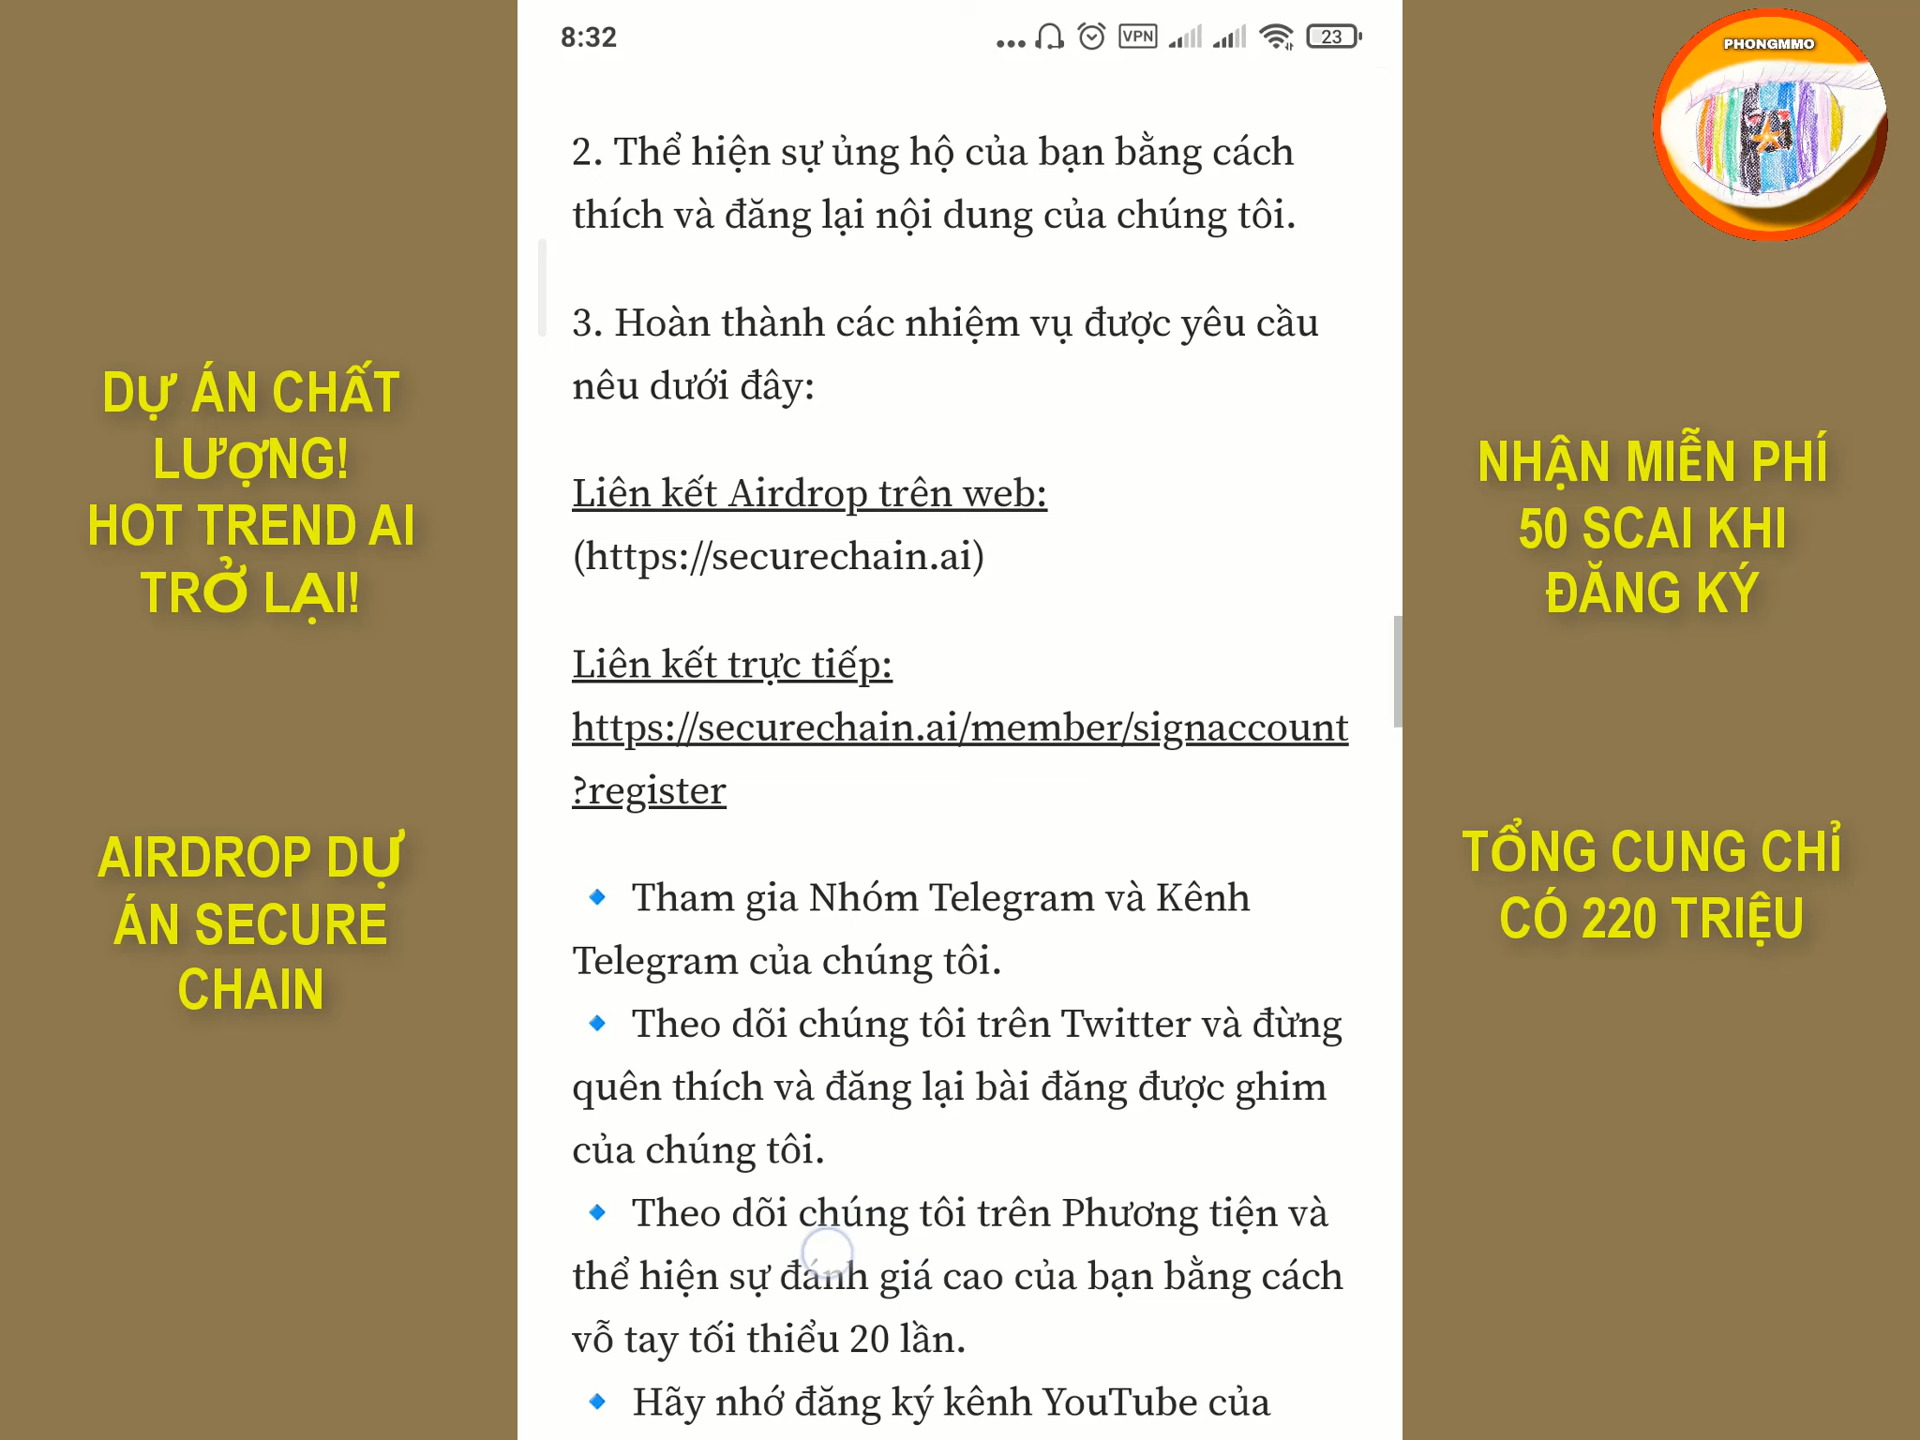 8:32
VPN
23
PHONGMMO
2. Thể hiện sự ủng hộ của bạn bằng cách
thích và đăng lại nội dung của chúng tôi.
3. Hoàn thành các nhiệm vụ được yêu cầu
nêu dưới đây:
Liên kết Airdrop trên web:
(https://securechain.ai)
Liên kết trực tiếp:
https://securechain.ai/member/signaccount
?register
🔹 Tham gia Nhóm Telegram và Kênh
Telegram của chúng tôi.
🔹 Theo dõi chúng tôi trên Twitter và đừng
quên thích và đăng lại bài đăng được ghim
của chúng tôi.
🔹 Theo dõi chúng tôi trên Phương tiện và
thể hiện sự đánh giá cao của bạn bằng cách
vỗ tay tối thiểu 20 lần.
🔹 Hãy nhớ đăng ký kênh YouTube của
DỰ ÁN CHẤT
LƯỢNG!
HOT TREND AI
TRỞ LẠI!
AIRDROP DỰ
ÁN SECURE
CHAIN
NHẬN MIỄN PHÍ
50 SCAI KHI
ĐĂNG KÝ
TỔNG CUNG CHỈ
CÓ 220 TRIỆU